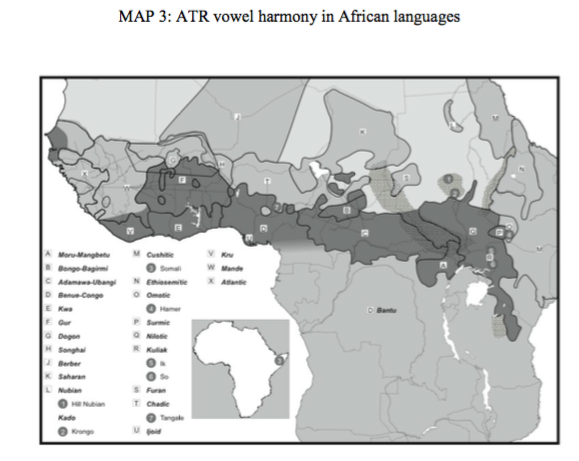 MAP 3: ATR vowel harmony in African languages
A Moru-Mangbetu
B Bongo-Bagirmi
C Adamawa-Ubangi
D Benue-Congo
E Kwa
F Gur
G Dogon
H Songhai
J Berber
K Saharan
L Nubian
1 Hill Nubian
Kado
2 Krongo
M Cushitic
3 Somali
N Ethiosemitic
O Omotic
4 Hamer
P Surmic
Q Nilotic
R Kuliak
5 Ik
6 So
S Furan
T Chadic
7 Tangale
U Ijoid
V Kru
W Mande
X Atlantic
D Bantu